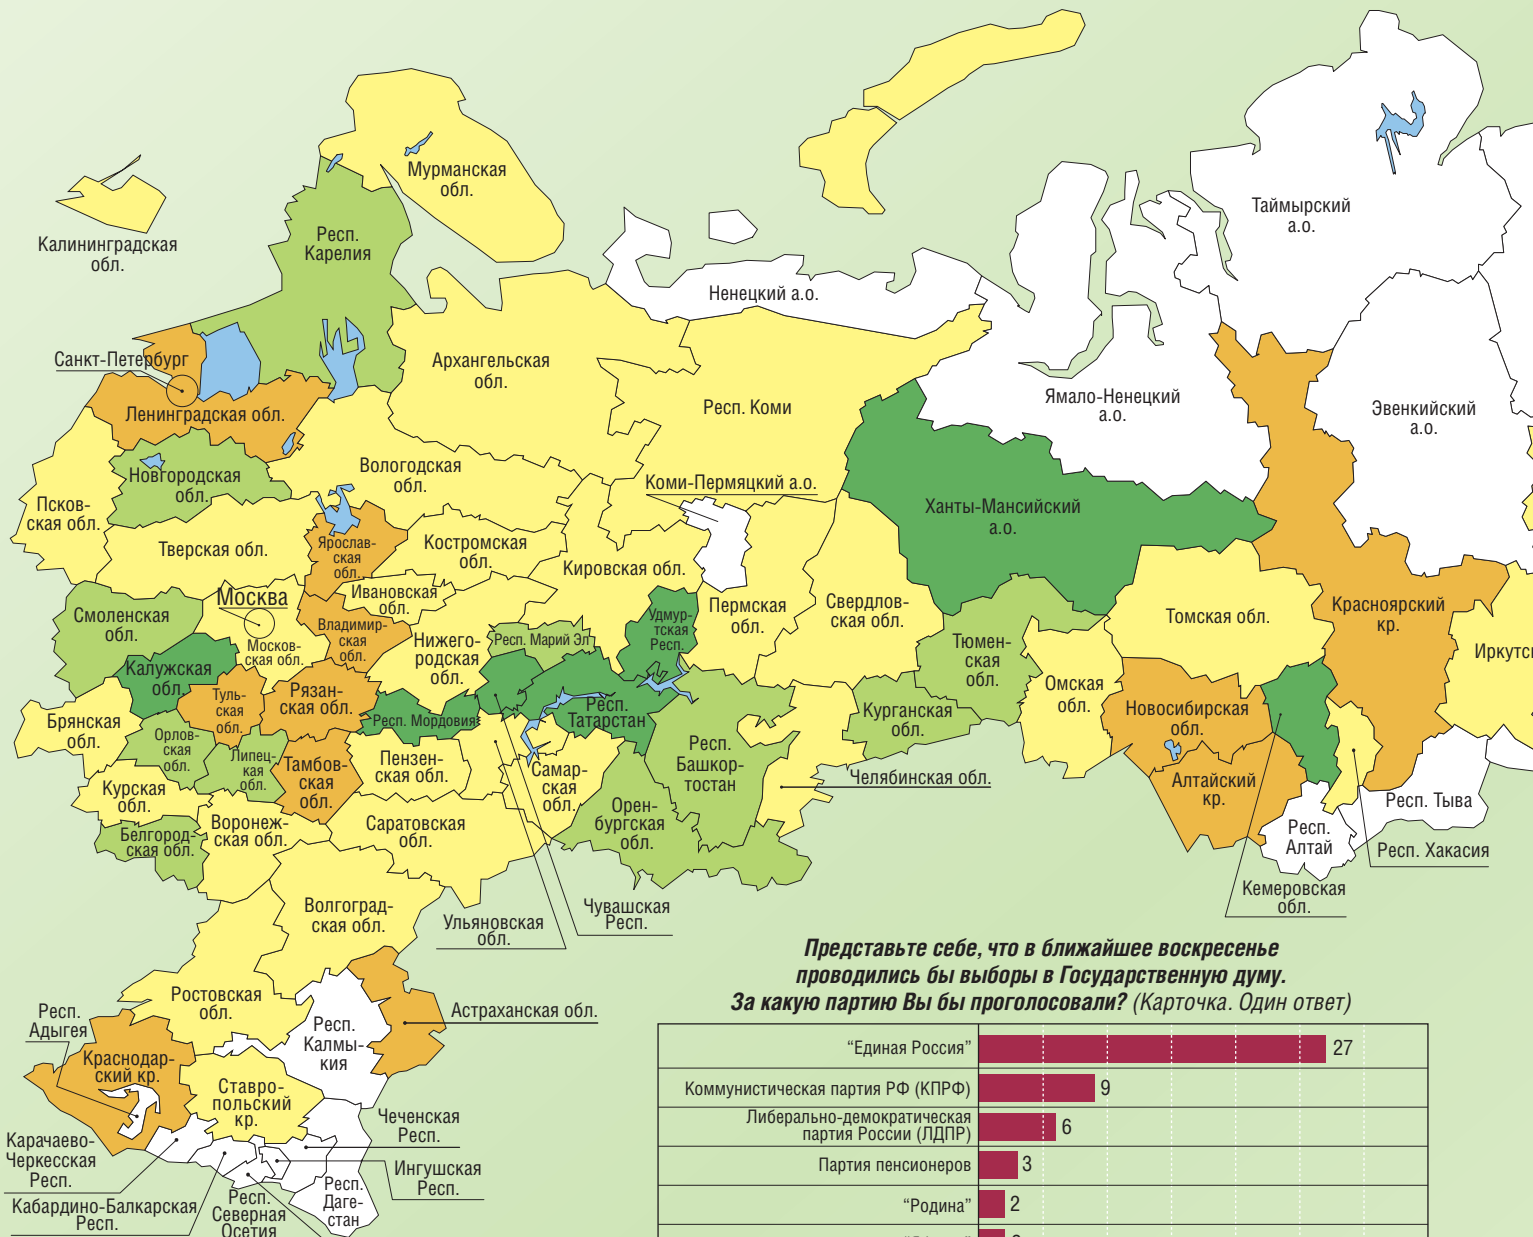 Мурманская
обл.
Калининградская
обл.
Респ.
Карелия
Таймырский
а.о.
Ненецкий а.о.
Санкт-Петербург
Архангельская
обл.
Ленинградская обл.
Респ. Коми
Ямало-Ненецкий
а.о.
Эвенкийский
а.о.
Новгородская
обл.
Вологодская
обл.
Коми-Пермяцкий а.о.
Псков-
ская обл.
Ханты-Мансийский
а.о.
Тверская обл.
Ярослав-
ская
обл.
Костромская
обл.
Кировская обл.
Москва
Ивановская
обл.
Смоленская
обл.
Владимир-
ская
обл.
Москов-
ская обл.
Нижего-
родская
обл.
Респ. Марий Эл
Удмур-
тская
Респ.
Пермская
обл.
Свердлов-
ская обл.
Тюмен-
ская
обл.
Томская обл.
Красноярский
кр.
Иркутс
Калужская
обл.
Туль-
ская
обл.
Рязан-
ская обл.
Респ. Мордовия
Респ.
Татарстан
Омская
обл.
Новосибирская
обл.
Курганская
обл.
Брянская
обл.
Орлов-
ская
обл.
Липец-
кая
обл.
Тамбов-
ская
обл.
Пензен-
ская обл.
Самар-
ская
обл.
Респ.
Башкор-
тостан
Челябинская обл.
Алтайский
кр.
Респ. Тыва
Курская
обл.
Воронеж-
ская обл.
Саратовская
обл.
Орен-
бургская
обл.
Респ.
Алтай
Респ. Хакасия
Белгород-
ская обл.
Кемеровская
обл.
Волгоград-
ская обл.
Ульяновская
обл.
Чувашская
Респ.
Ростовская
обл.
Астраханская обл.
Респ.
Адыгея
Респ.
Калмы-
кия
Краснодар-
ский кр.
Ставро-
польский
кр.
Чеченская
Респ.
Карачаево-
Черкесская
Респ.
Ингушская
Респ.
Кабардино-Балкарская
Респ.
Респ.
Северная
Осетия
Респ.
Даге-
стан
Представьте себе, что в ближайшее воскресенье
проводились бы выборы в Государственную думу.
За какую партию Вы бы проголосовали? (Карточка. Один ответ)
“Единая Россия” 27
Коммунистическая партия РФ (КПРФ) 9
Либерально-демократическая
партия России (ЛДПР) 6
Партия пенсионеров 3
“Родина” 2